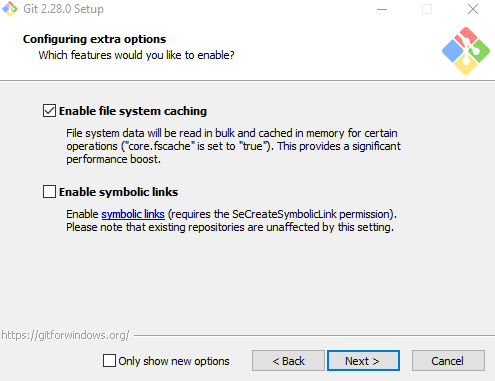 Git 2.28.0 Setup
Configuring extra options
Which features would you like to enable?
Enable file system caching
File system data will be read in bulk and cached in memory for certain
operations ("core.fscache" is set to "true"). This provides a significant
performance boost.
Enable symbolic links
Enable symbolic links (requires the SeCreateSymbolicLink permission).
Please note that existing repositories are unaffected by this setting.
https://gitforwindows.org/
Only show new options
< Back
Next >
Cancel